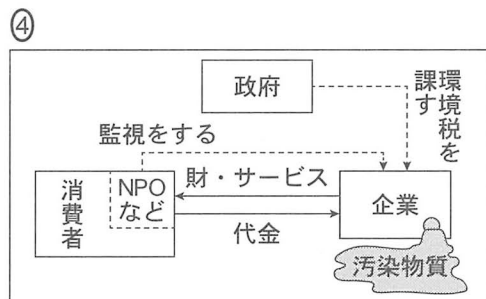 ④
政府
環境税を
課す
監視をする
消費者
NPO
など
財・サービス
代金
企業
汚染物質